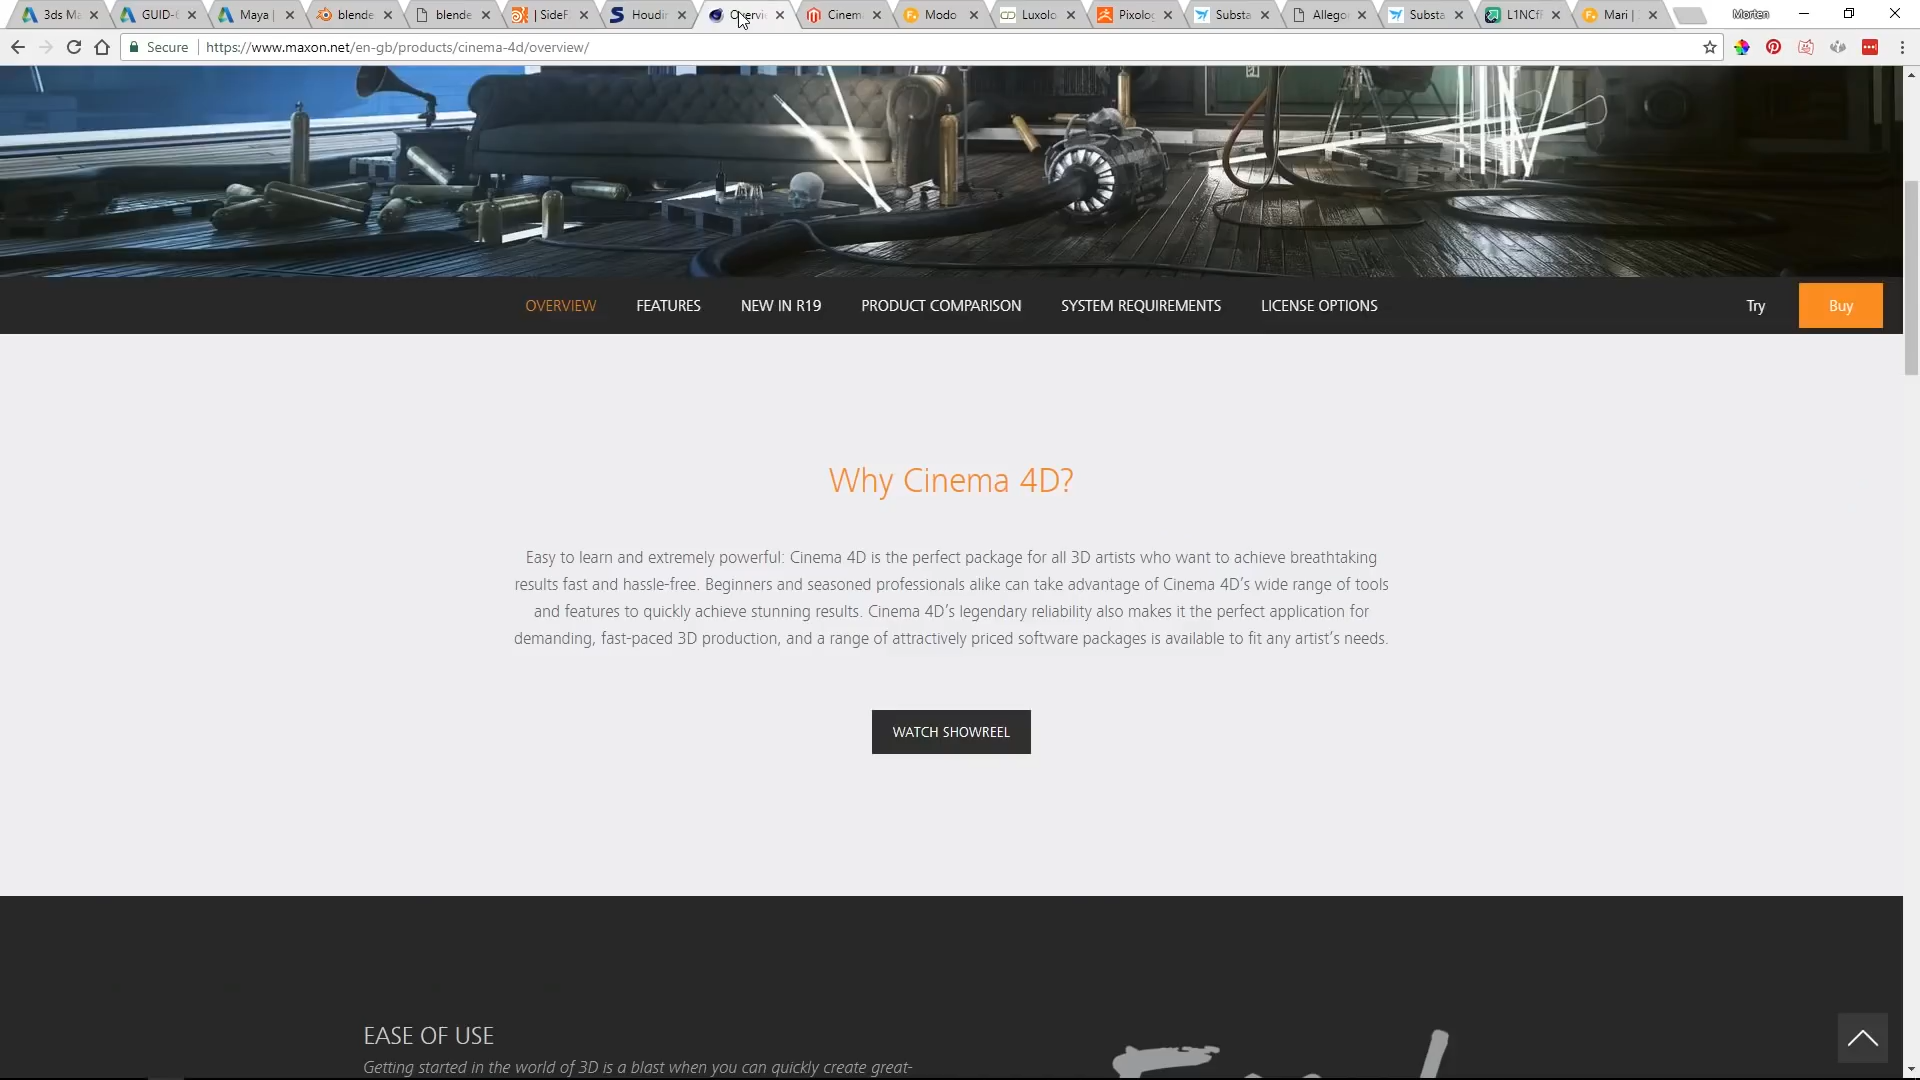 3ds Ma
GUID-
Maya |
blende
blende
| SideF
Houdin
Overvi
Cinem
Modo
Luxolo
Pixolog
Substa
Allegor
Substa
L1NCfF
Mari |
Morten
Secure
https://www.maxon.net/en-gb/products/cinema-4d/overview/
OVERVIEW FEATURES NEW IN R19 PRODUCT COMPARISON SYSTEM REQUIREMENTS LICENSE OPTIONS Try Buy
Why Cinema 4D?
Easy to learn and extremely powerful: Cinema 4D is the perfect package for all 3D artists who want to achieve breathtaking
results fast and hassle-free. Beginners and seasoned professionals alike can take advantage of Cinema 4D’s wide range of tools
and features to quickly achieve stunning results. Cinema 4D’s legendary reliability also makes it the perfect application for
demanding, fast-paced 3D production, and a range of attractively priced software packages is available to fit any artist’s needs.
WATCH SHOWREEL
EASE OF USE
Getting started in the world of 3D is a blast when you can quickly create great-